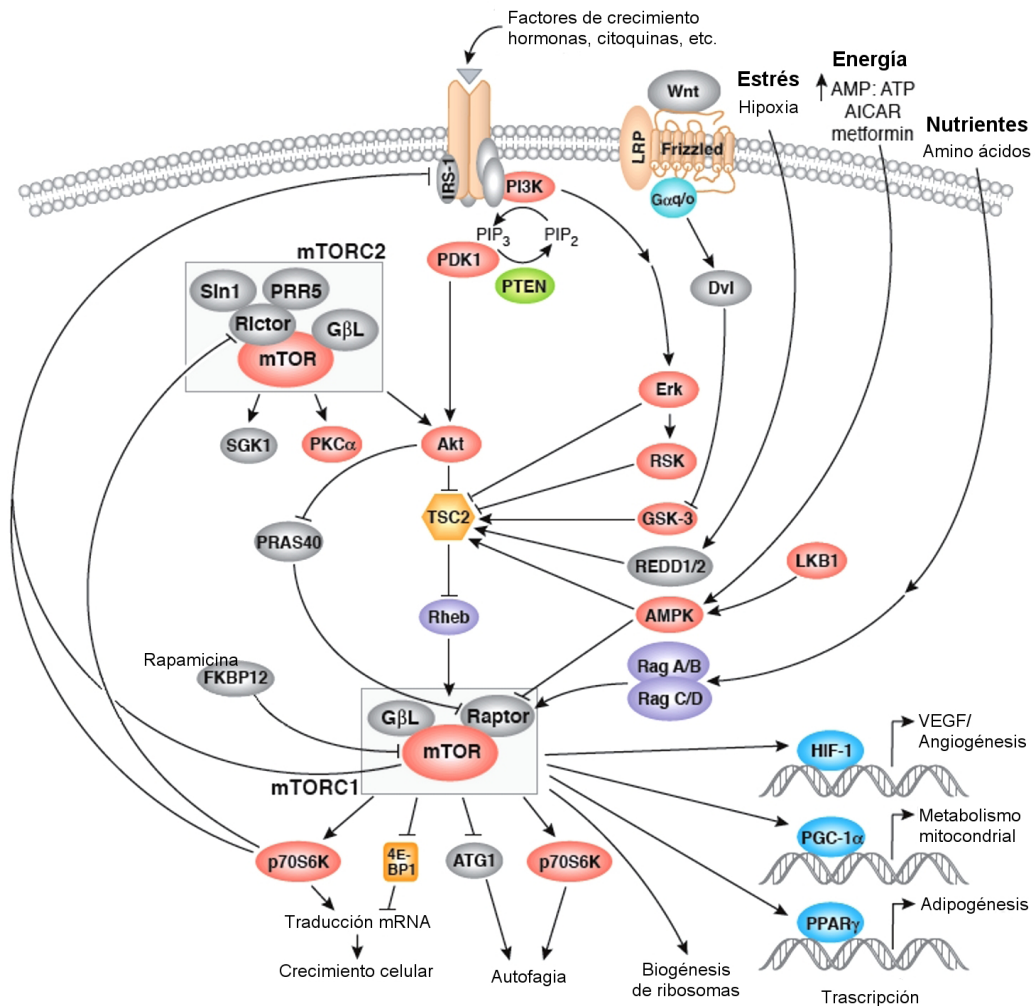 Factores de crecimiento
hormonas, citoquinas, etc.
Wnt
Estrés
Hipoxia
Energía
AMP: ATP
AICAR
metformin
Nutrientes
Amino ácidos
LRP
Frizzled
IRS-1
PI3K
Gαq/o
PIP3
PIP2
PDK1
PTEN
Dvl
mTORC2
Sin1
PRR5
Rictor
GβL
mTOR
SGK1
PKCα
Akt
Erk
RSK
TSC2
GSK-3
PRAS40
REDD1/2
LKB1
Rheb
AMPK
Rapamicina
FKBP12
Rag A/B
Rag C/D
GβL
Raptor
mTOR
mTORC1
HIF-1
VEGF/
Angiogénesis
PGC-1α
Metabolismo
mitocondrial
PPARγ
Adipogénesis
p70S6K
4E-
BP1
ATG1
p70S6K
Traducción mRNA
Crecimiento celular
Autofagia
Biogénesis
de ribosomas
Trascripción